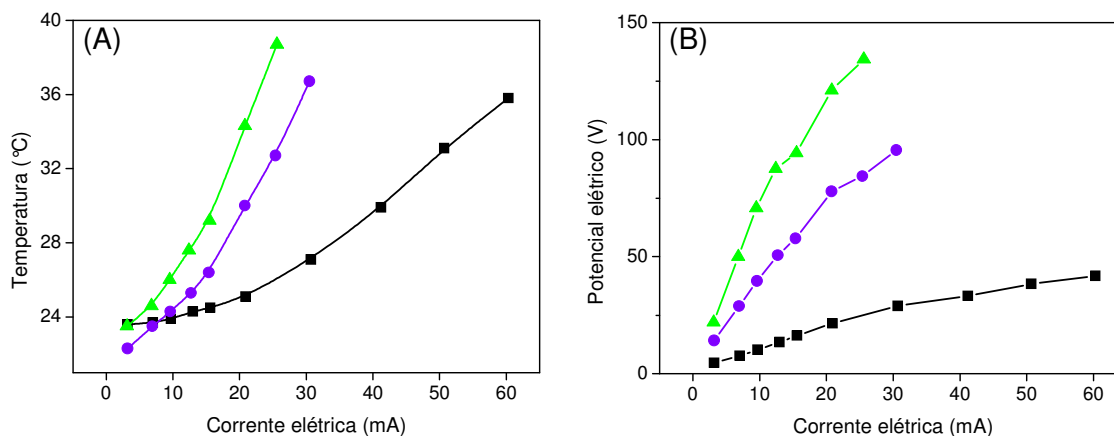 (A)
Temperatura (°C)
40
36
32
28
24
0 10 20 30 40 50 60
Corrente elétrica (mA)
(B)
Potencial elétrico (V)
150
100
50
0
0 10 20 30 40 50 60
Corrente elétrica (mA)